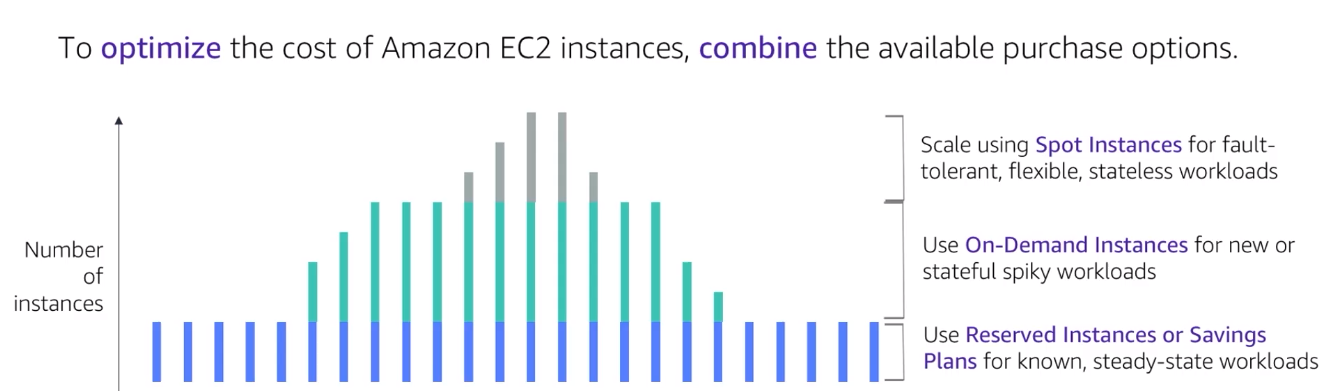 To optimize the cost of Amazon EC2 instances, combine the available purchase options.
Number
of
instances
Scale using Spot Instances for fault-
tolerant, flexible, stateless workloads
Use On-Demand Instances for new or
stateful spiky workloads
Use Reserved Instances or Savings
Plans for known, steady-state workloads